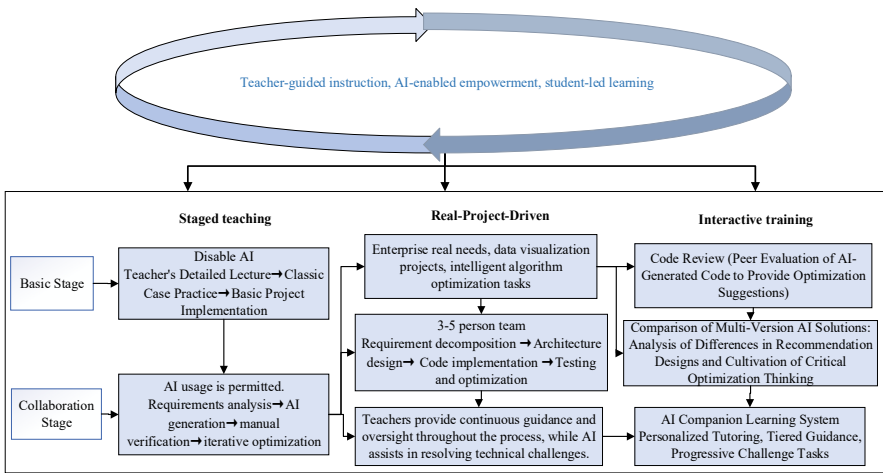 Teacher-guided instruction, AI-enabled empowerment, student-led learning
Staged teaching
Real-Project-Driven
Interactive training
Basic Stage
Disable AI
Teacher's Detailed Lecture→Classic
Case Practice→Basic Project
Implementation
Enterprise real needs, data visualization
projects, intelligent algorithm
optimization tasks
Code Review (Peer Evaluation of AI-
Generated Code to Provide Optimization
Suggestions)
3-5 person team
Requirement decomposition →Architecture
design→ Code implementation →Testing
and optimization
Comparison of Multi-Version AI Solutions:
Analysis of Differences in Recommendation
Designs and Cultivation of Critical
Optimization Thinking
Collaboration
Stage
AI usage is permitted.
Requirements analysis→AI
generation→manual
verification→iterative optimization
Teachers provide continuous guidance and
oversight throughout the process, while AI
assists in resolving technical challenges.
AI Companion Learning System
Personalized Tutoring, Tiered Guidance,
Progressive Challenge Tasks